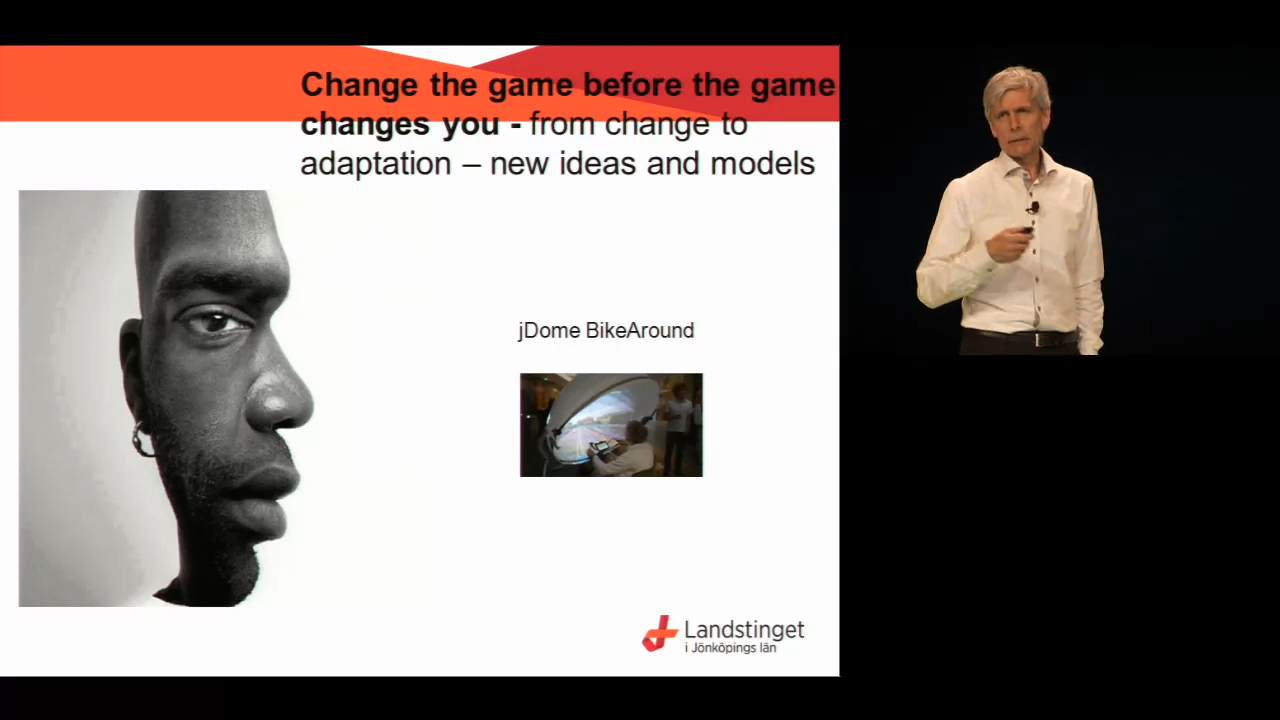 Change the game before the game
changes you - from change to
adaptation – new ideas and models
jDome BikeAround
Landstinget
i Jönköpings län